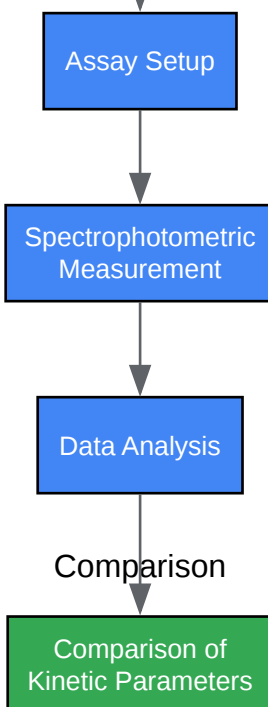 Assay Setup
Spectrophotometric
Measurement
Data Analysis
Comparison
Comparison of
Kinetic Parameters